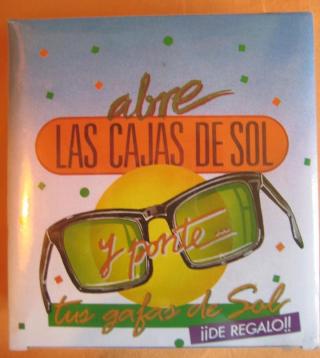 abre
LAS CAJAS DE SOL
y ponte...
tus gafas de Sol
¡¡DE REGALO!!